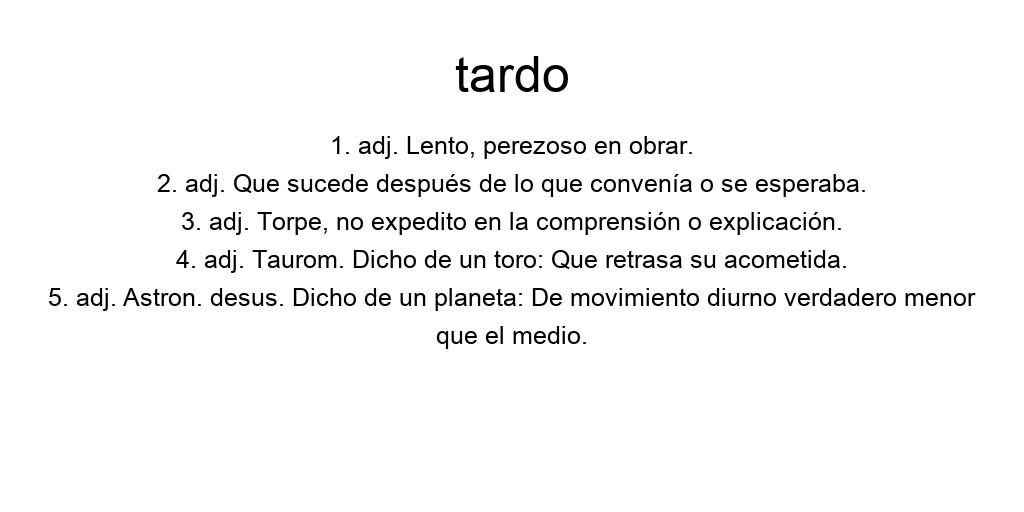 tardo
1. adj. Lento, perezoso en obrar.
2. adj. Que sucede después de lo que convenía o se esperaba.
3. adj. Torpe, no expedito en la comprensión o explicación.
4. adj. Taurom. Dicho de un toro: Que retrasa su acometida.
5. adj. Astron. desus. Dicho de un planeta: De movimiento diurno verdadero menor
que el medio.